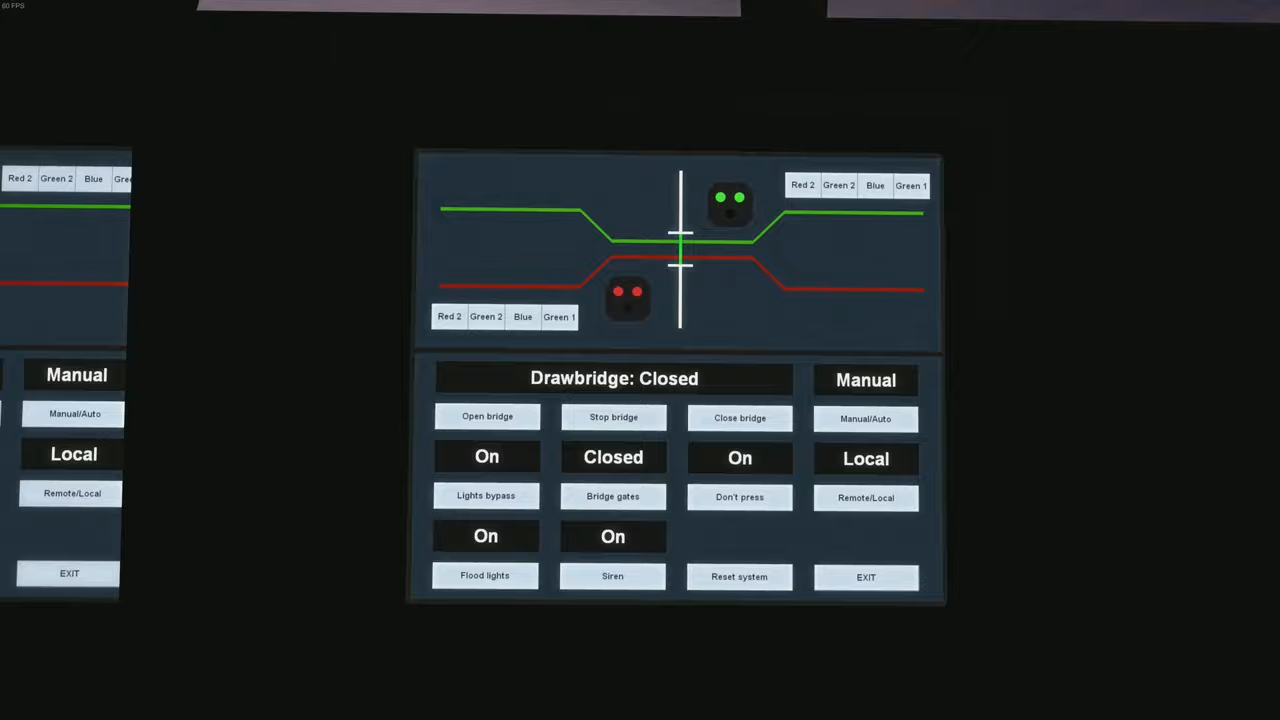 60 FPS
Red 2 Green 2 Blue Gree
Manual
Manual/Auto
Local
Remote/Local
EXIT
Red 2 Green 2 Blue Green 1
Red 2 Green 2 Blue Green 1
Drawbridge: Closed Manual
Open bridge Stop bridge Close bridge Manual/Auto
On Closed On Local
Lights bypass Bridge gates Don't press Remote/Local
On On
Flood lights Siren Reset system EXIT